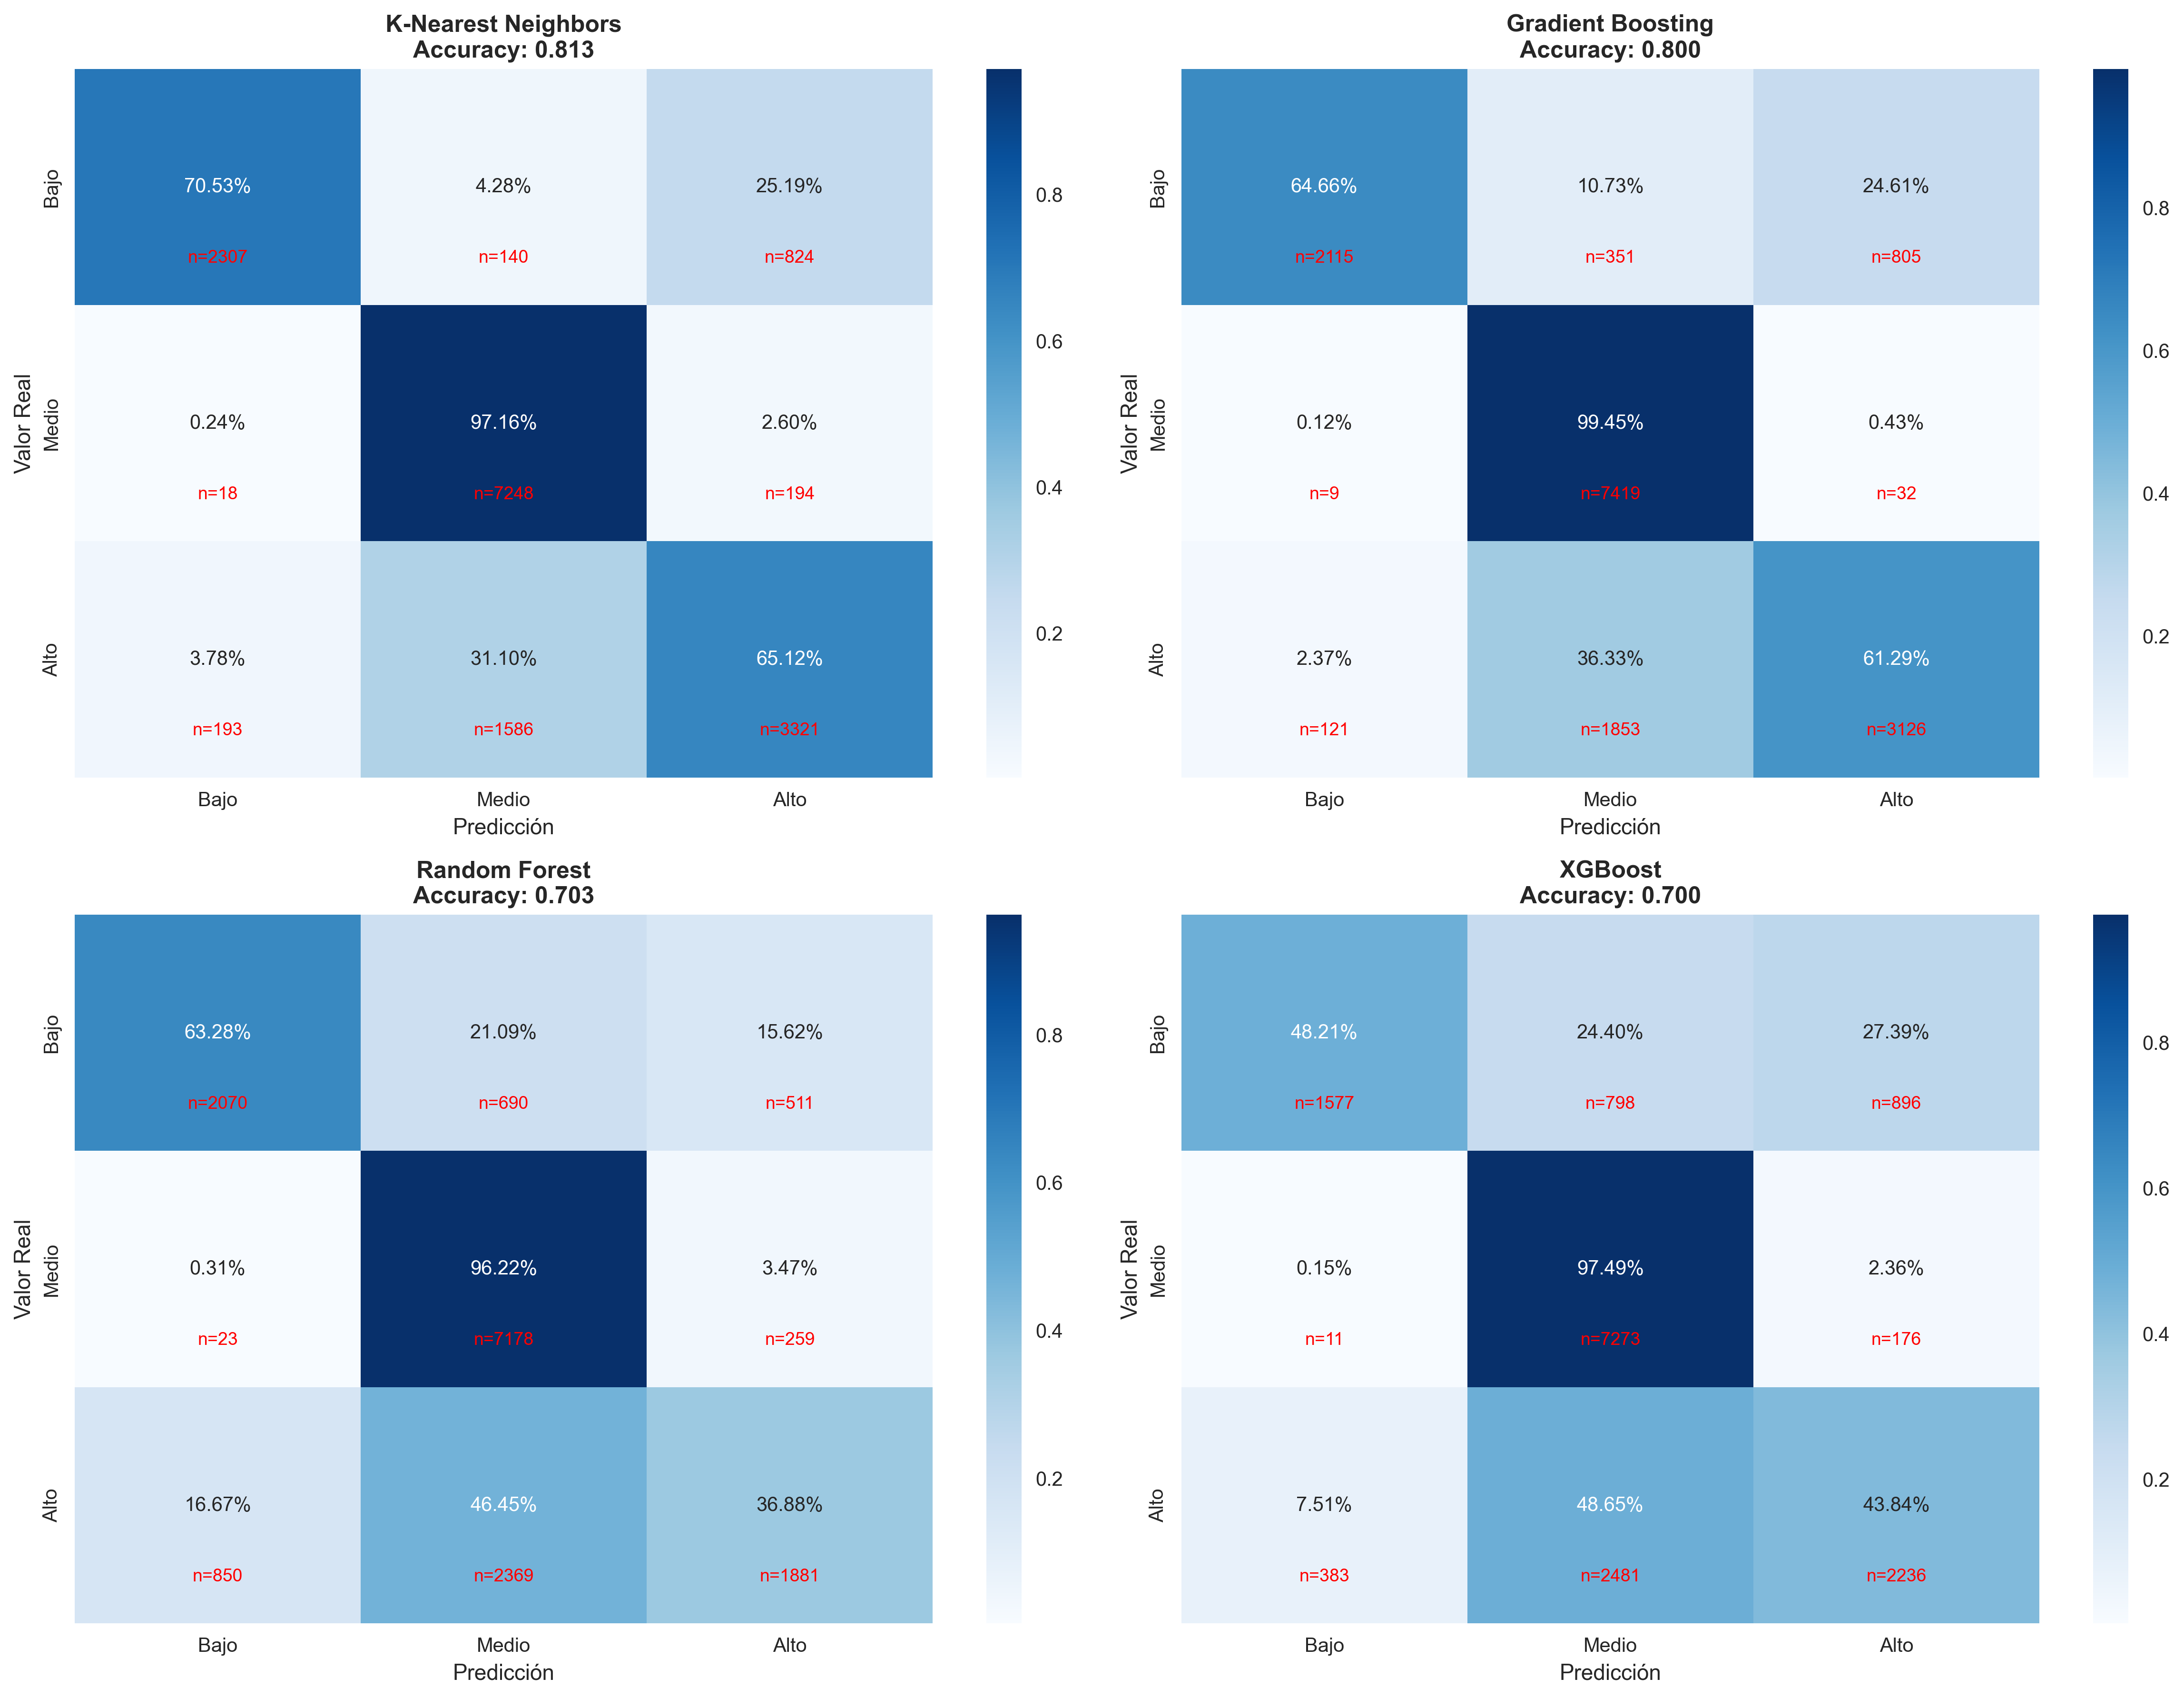 K-Nearest Neighbors
Accuracy: 0.813
Valor Real
Bajo
70.53% 4.28% 25.19%
n=2307 n=140 n=824
Medio
0.24% 97.16% 2.60%
n=18 n=7248 n=194
Alto
3.78% 31.10% 65.12%
n=193 n=1586 n=3321
Bajo Medio Alto
Predicción
0.8
0.6
0.4
0.2
Gradient Boosting
Accuracy: 0.800
Valor Real
Bajo
64.66% 10.73% 24.61%
n=2115 n=351 n=805
Medio
0.12% 99.45% 0.43%
n=9 n=7419 n=32
Alto
2.37% 36.33% 61.29%
n=121 n=1853 n=3126
Bajo Medio Alto
Predicción
0.8
0.6
0.4
0.2
Random Forest
Accuracy: 0.703
Valor Real
Bajo
63.28% 21.09% 15.62%
n=2070 n=690 n=511
Medio
0.31% 96.22% 3.47%
n=23 n=7178 n=259
Alto
16.67% 46.45% 36.88%
n=850 n=2369 n=1881
Bajo Medio Alto
Predicción
0.8
0.6
0.4
0.2
XGBoost
Accuracy: 0.700
Valor Real
Bajo
48.21% 24.40% 27.39%
n=1577 n=798 n=896
Medio
0.15% 97.49% 2.36%
n=11 n=7273 n=176
Alto
7.51% 48.65% 43.84%
n=383 n=2481 n=2236
Bajo Medio Alto
Predicción
0.8
0.6
0.4
0.2